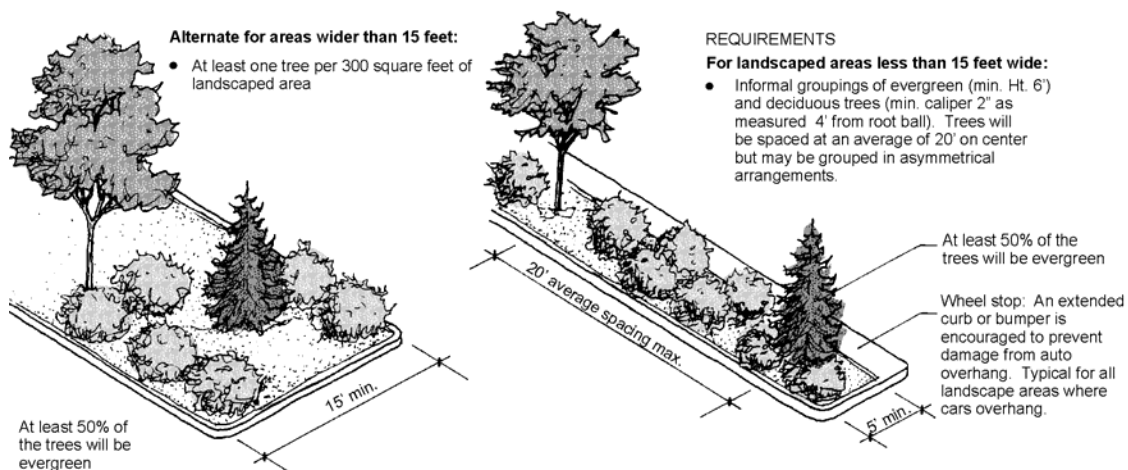 Alternate for areas wider than 15 feet:
• At least one tree per 300 square feet of
landscaped area
15' min.
At least 50% of
the trees will be
evergreen
REQUIREMENTS
For landscaped areas less than 15 feet wide:
• Informal groupings of evergreen (min. Ht. 6')
and deciduous trees (min. caliper 2" as
measured 4' from root ball). Trees will
be spaced at an average of 20' on center
but may be grouped in asymmetrical
arrangements.
20' average spacing max.
At least 50% of the
trees will be evergreen
Wheel stop: An extended
curb or bumper is
encouraged to prevent
damage from auto
overhang. Typical for all
landscape areas where
cars overhang.
5' min.